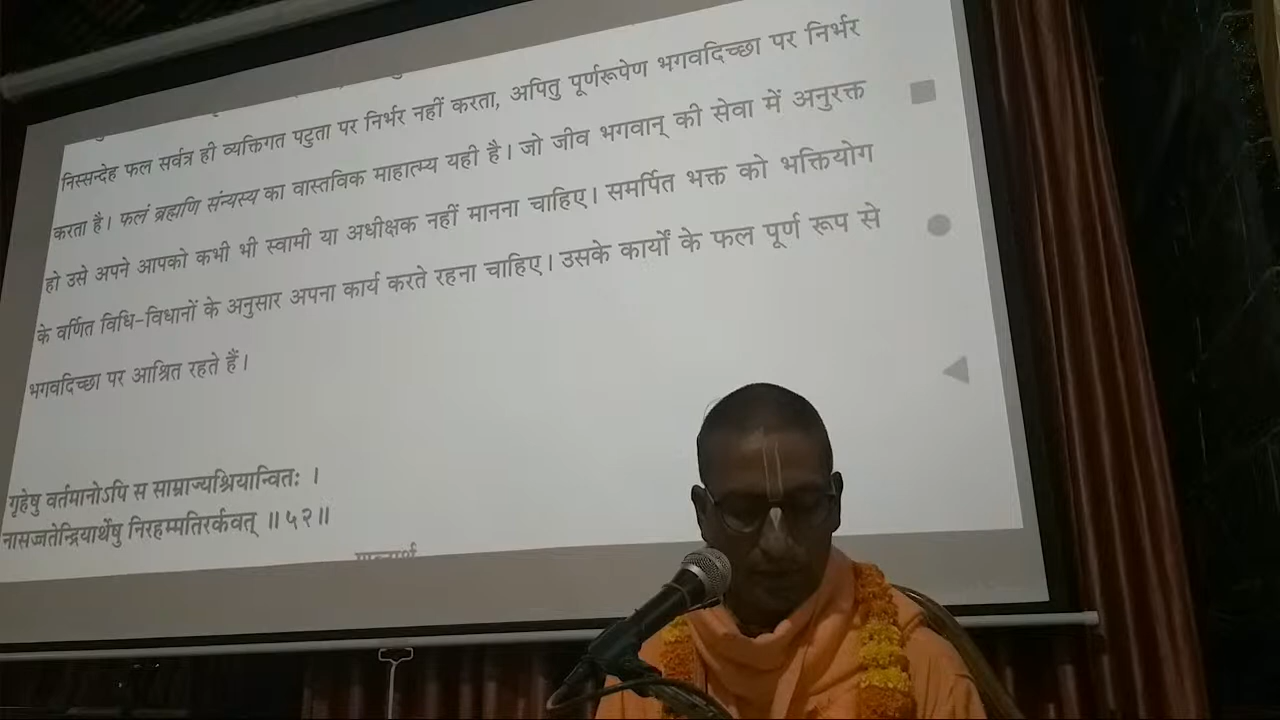 निस्सन्देह फल सर्वत्र ही व्यक्तिगत पटुता पर निर्भर नहीं करता, अपितु पूर्णरूपेण भगवदिच्छा पर निर्भर
करता है। फलं ब्रह्मणि संन्यस्य का वास्तविक माहात्म्य यही है। जो जीव भगवान् की सेवा में अनुरक्त
हो उसे अपने आपको कभी भी स्वामी या अधीक्षक नहीं मानना चाहिए। समर्पित भक्त को भक्तियोग
के वर्णित विधि-विधानों के अनुसार अपना कार्य करते रहना चाहिए। उसके कार्यों के फल पूर्ण रूप से
भगवदिच्छा पर आश्रित रहते हैं।
गृहेषु वर्तमानोऽपि स साम्राज्यश्रियान्वितः ।
नासज्जतेन्द्रियार्थेषु निरहम्मतिरर्कवत् ॥ ५२॥